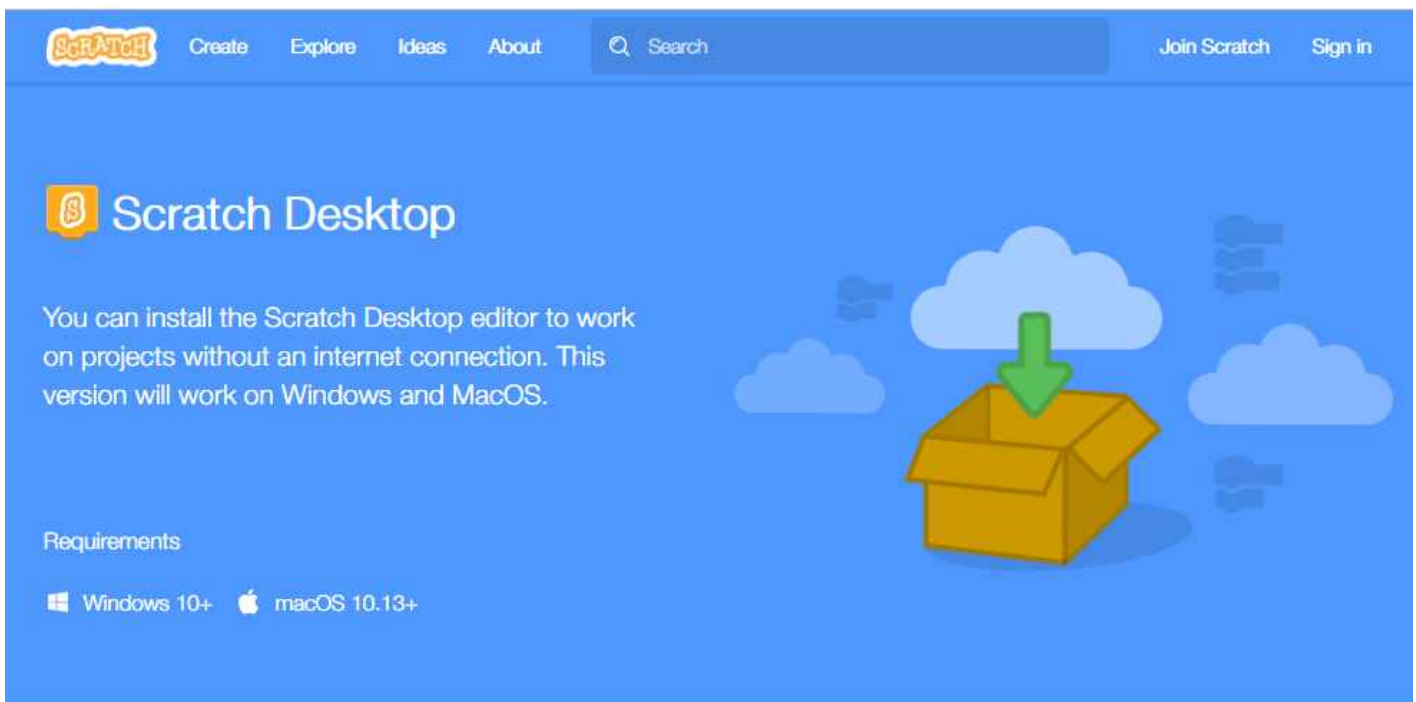 SCRATCH Create Explore Ideas About Search Join Scratch Sign in
Scratch Desktop
You can install the Scratch Desktop editor to work
on projects without an internet connection. This
version will work on Windows and MacOS.
Requirements
Windows 10+ macOS 10.13+